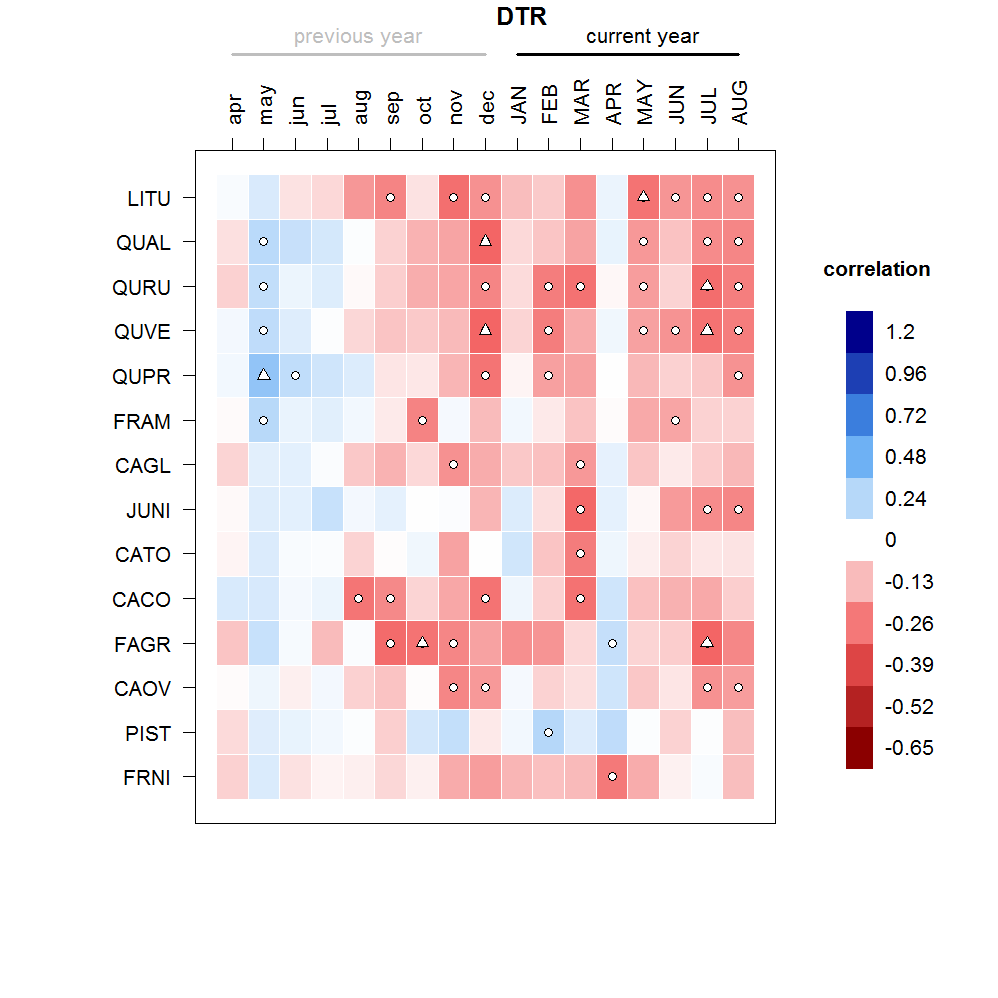 DTR
previous year current year
apr may jun jul aug sep oct nov dec JAN FEB MAR APR MAY JUN JUL AUG
LITU
QUAL
QURU
QUVE
QUPR
FRAM
CAGL
JUNI
CATO
CACO
FAGR
CAOV
PIST
FRNI
correlation
1.2
0.96
0.72
0.48
0.24
0
-0.13
-0.26
-0.39
-0.52
-0.65